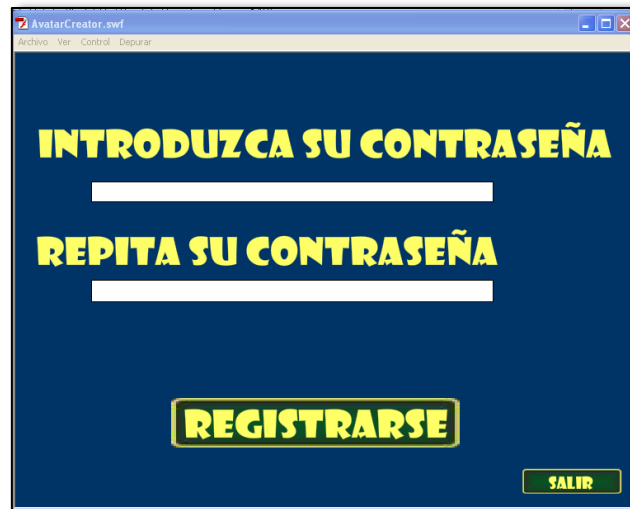 AvatarCreator.swf
Archivo Ver Control Depurar
INTRODUZCA SU CONTRASEÑA
REPITA SU CONTRASEÑA
REGISTRARSE
SALIR